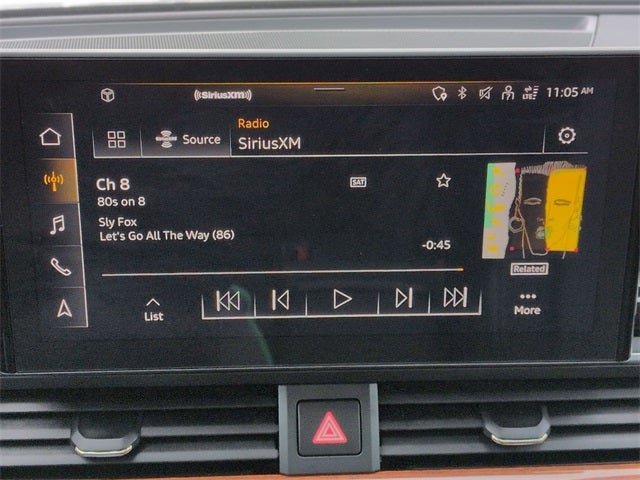 ((SiriusXM))
LTE
11:05 AM
Source
Radio
SiriusXM
Ch 8
SAT
80s on 8
Sly Fox
Let's Go All The Way (86)
-0:45
Related
List
More